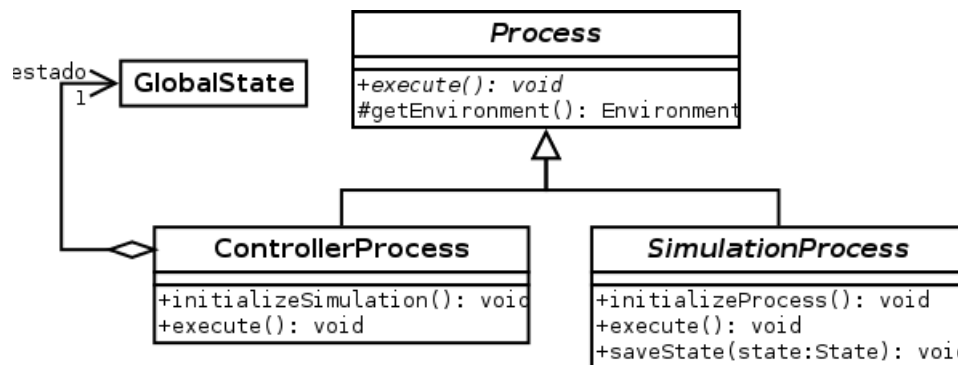 Process
+execute(): void
#getEnvironment(): Environment
estado
1
GlobalState
ControllerProcess
+initializeSimulation(): void
+execute(): void
SimulationProcess
+initializeProcess(): void
+execute(): void
+saveState(state:State): void